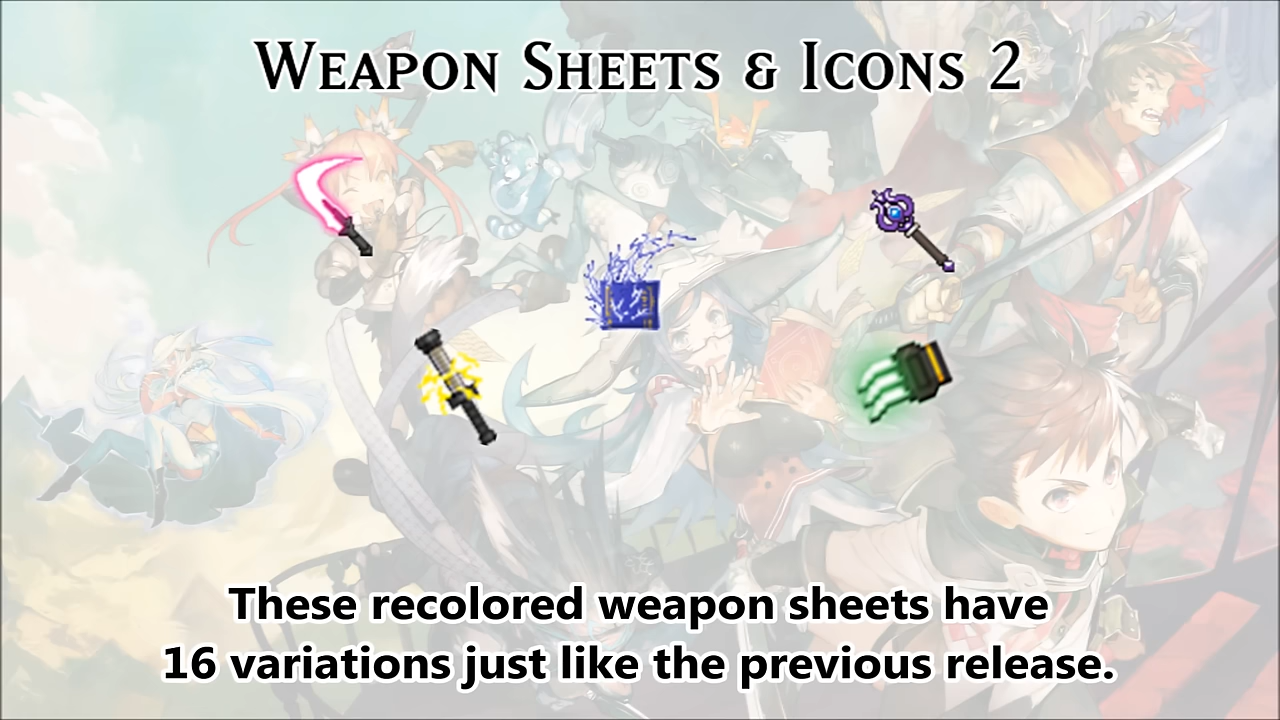 Weapon Sheets & Icons 2
These recolored weapon sheets have
16 variations just like the previous release.